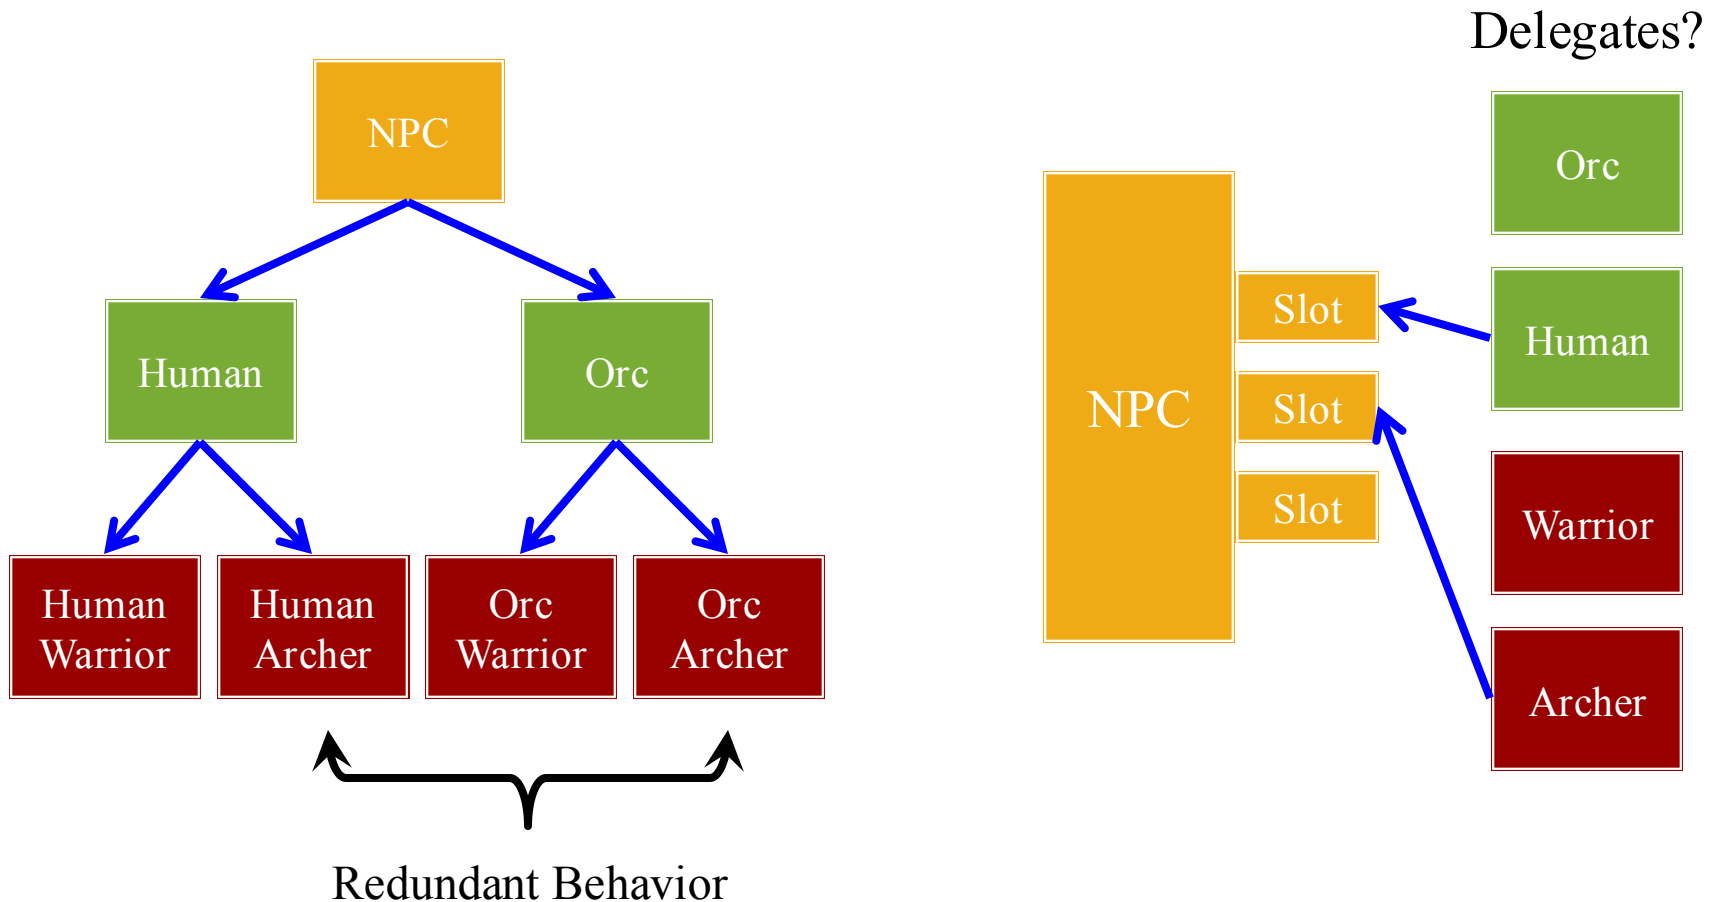 NPC
Human
Orc
Human
Warrior
Human
Archer
Orc
Warrior
Orc
Archer
Redundant Behavior
Delegates?
NPC
Slot
Slot
Slot
Orc
Human
Warrior
Archer